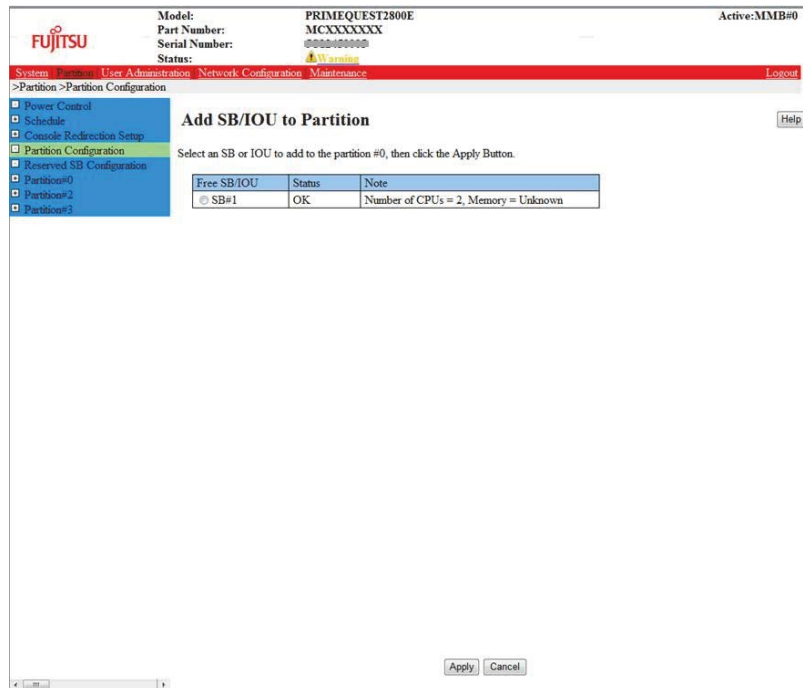 FUJITSU
Model: PRIMEQUEST2800E
Part Number: MCXXXXXXX
Serial Number:
Status: Warning
Active:MMB#0
System Partition User Administration Network Configuration Maintenance Logout
>Partition >Partition Configuration
Power Control
Schedule
Console Redirection Setup
Partition Configuration
Reserved SB Configuration
Partition#0
Partition#2
Partition#3
Add SB/IOU to Partition
Help
Select an SB or IOU to add to the partition #0, then click the Apply Button.
Free SB/IOU Status Note
SB#1 OK Number of CPUs = 2, Memory = Unknown
Apply Cancel